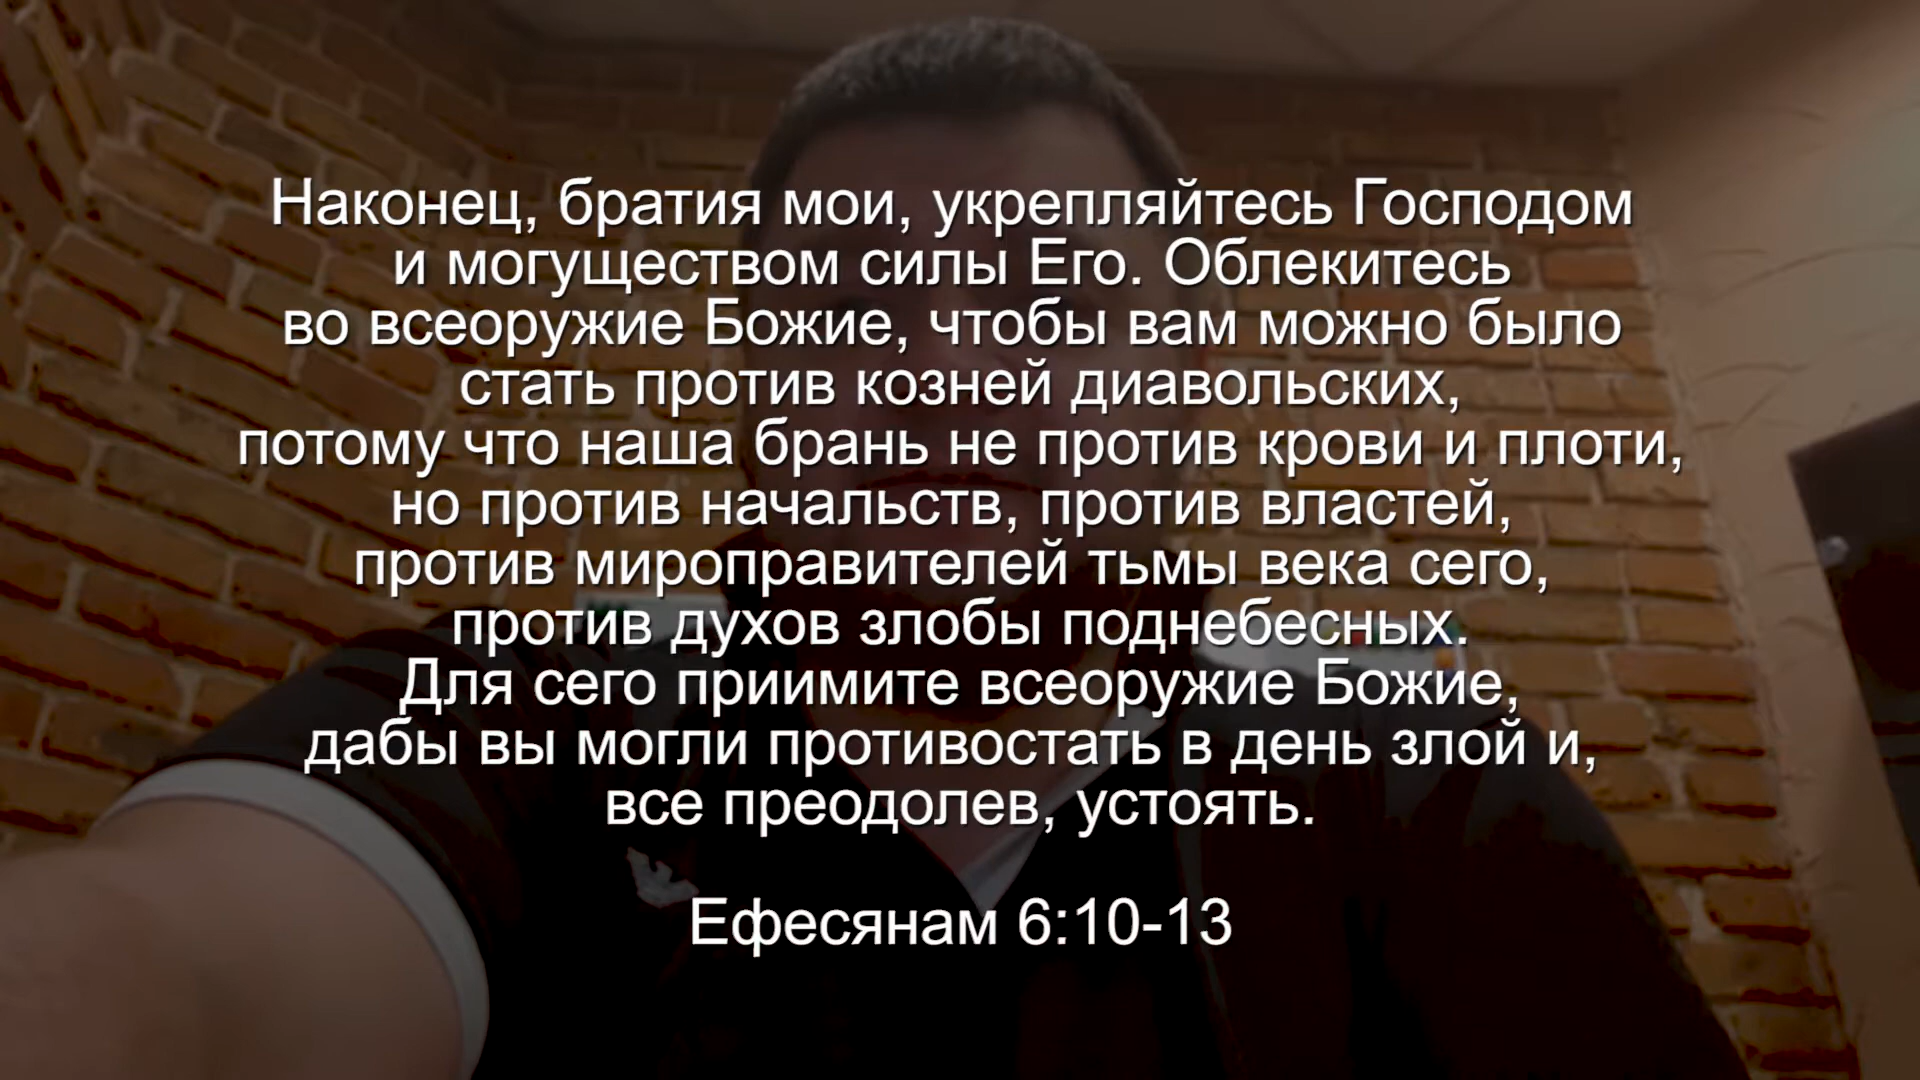 Наконец, братия мои, укрепляйтесь Господом
и могуществом силы Его. Облекитесь
во всеоружие Божие, чтобы вам можно было
стать против козней диавольских,
потому что наша брань не против крови и плоти,
но против начальств, против властей,
против мироправителей тьмы века сего,
против духов злобы поднебесных.
Для сего приимите всеоружие Божие,
дабы вы могли противостать в день злой и,
все преодолев, устоять.
Ефесянам 6:10-13